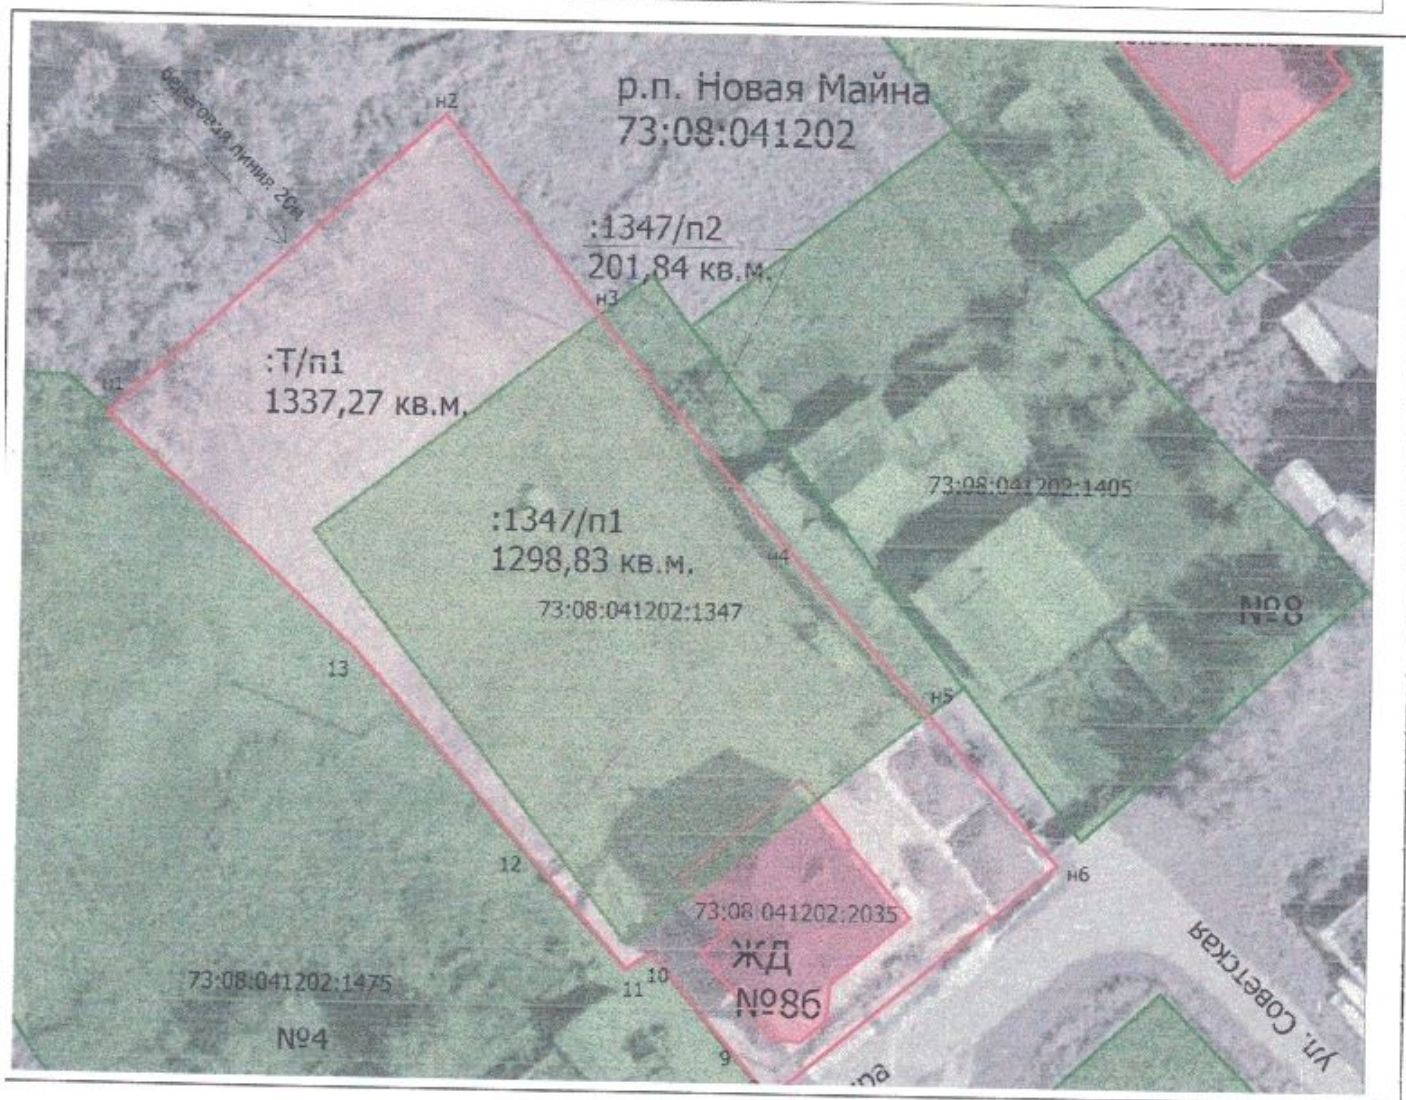 н2
р.п. Новая Майна
73:08:041202
береговая линия 20м
:1347/п2
201,84 кв.м.
н3
:Т/п1
1337,27 кв.м.
н1
73:08:041202:1405
:1347/п1
1298,83 кв.м.
н4
73:08:041202:1347
№8
13
н5
12
н6
73:08:041202:2035
ул. Советская
ЖД
№8б
10
11
73:08:041202:1475
№4
9